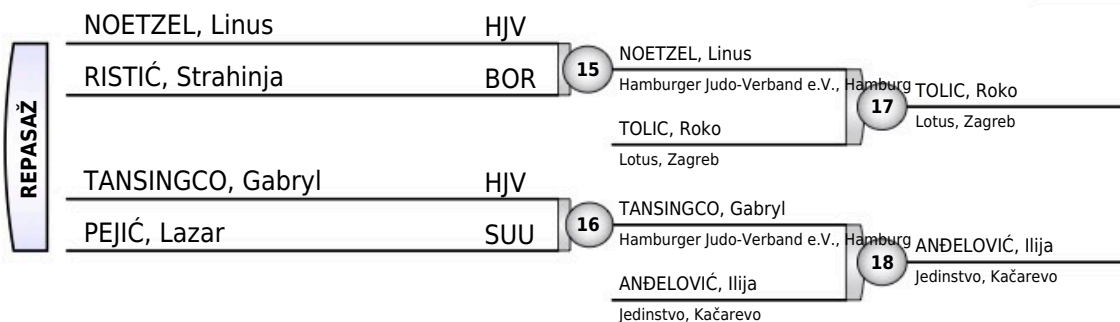 REPASAŽ
NOETZEL, Linus HJV
RISTIĆ, Strahinja BOR
15
NOETZEL, Linus
Hamburger Judo-Verband e.V., Hamburg
TOLIC, Roko
Lotus, Zagreb
17
TOLIC, Roko
Lotus, Zagreb
TANSINGCO, Gabryl HJV
PEJIĆ, Lazar SUU
16
TANSINGCO, Gabryl
Hamburger Judo-Verband e.V., Hamburg
ANĐELOVIĆ, Ilija
Jedinstvo, Kačarevo
18
ANĐELOVIĆ, Ilija
Jedinstvo, Kačarevo